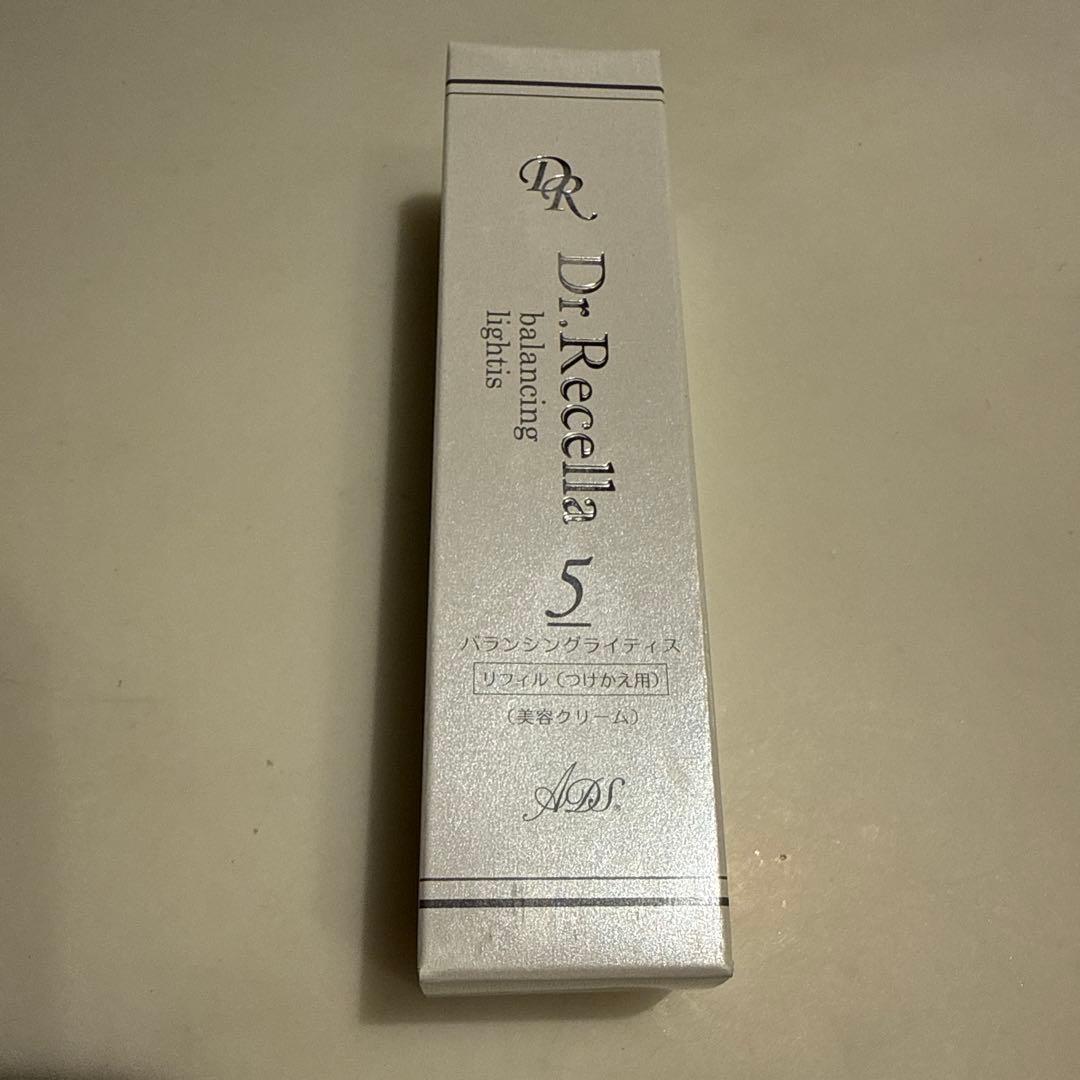 DR
Dr.Recella
balancing
lightis
5
バランシングライティス
リフィル（つけかえ用）
（美容クリーム）
ADS